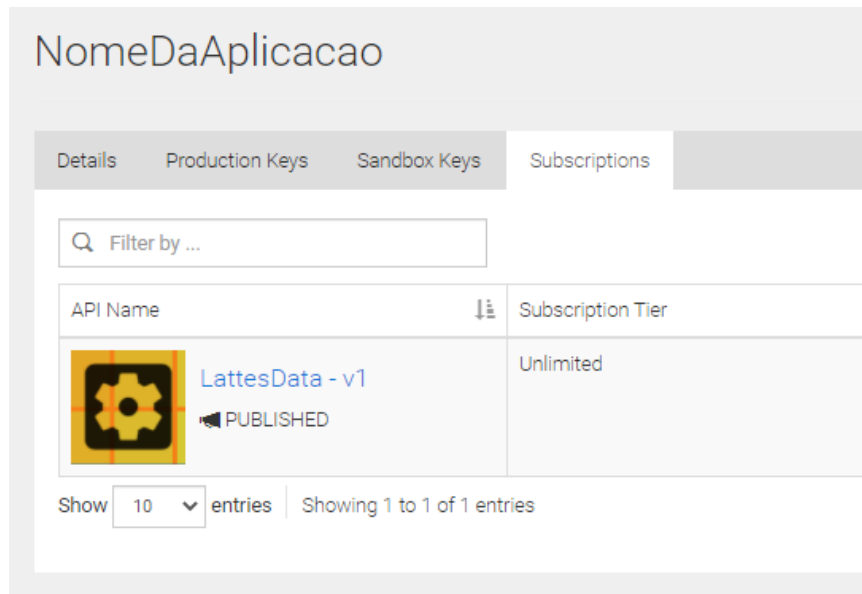 NomeDaAplicacao
Details Production Keys Sandbox Keys Subscriptions
Filter by ...
API Name Subscription Tier
LattesData - v1 Unlimited
PUBLISHED
Show 10 entries Showing 1 to 1 of 1 entries